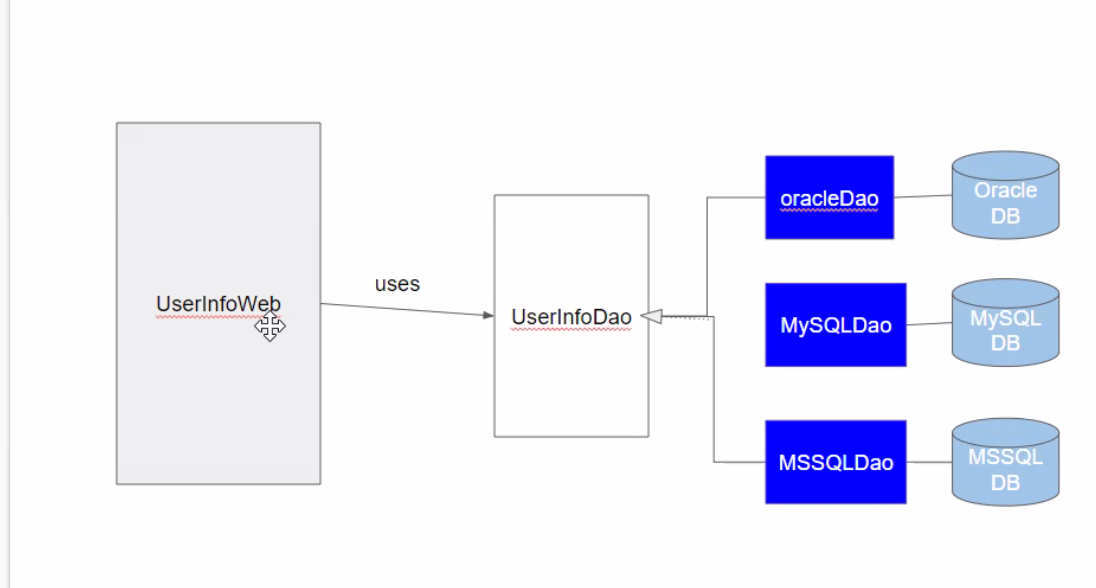 UserInfoWeb
uses
UserInfoDao
oracleDao
Oracle
DB
MySQLDao
MySQL
DB
MSSQLDao
MSSQL
DB